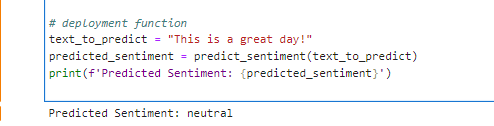 # deployment function
text_to_predict = "This is a great day!"
predicted_sentiment = predict_sentiment(text_to_predict)
print(f'Predicted Sentiment: {predicted_sentiment}')
Predicted Sentiment: neutral